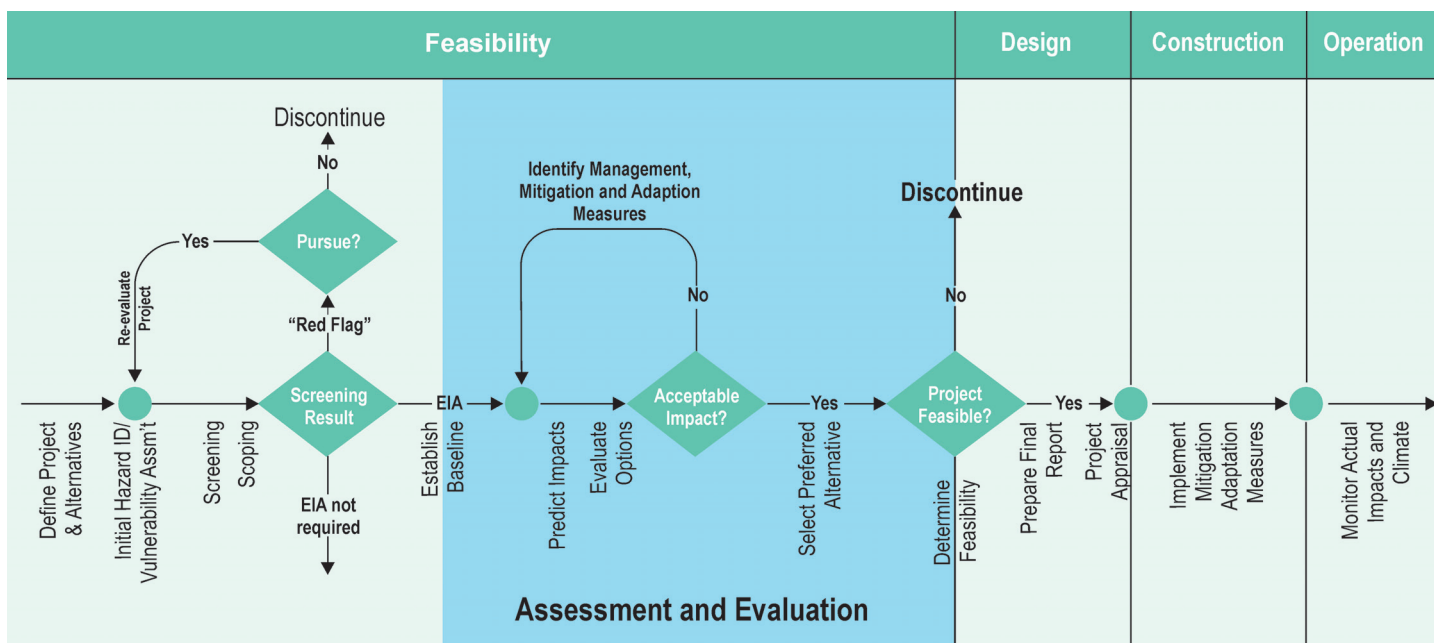 Feasibility
Design
Construction
Operation
Discontinue
No
Pursue?
Yes
Re-evaluate
Project
“Red Flag”
Screening
Result
EIA not
required
Define Project
& Alternatives
Initial Hazard ID/
Vulnerability Assm't
Screening
Scoping
EIA
Establish
Baseline
Identify Management,
Mitigation and Adaption
Measures
No
Acceptable
Impact?
Predict Impacts
Evaluate
Options
Yes
Select Preferred
Alternative
Discontinue
No
Project
Feasible?
Determine
Feasibility
Yes
Prepare Final
Report
Project
Appraisal
Implement
Mitigation
Adaptation
Measures
Monitor Actual
Impacts and
Climate
Assessment and Evaluation